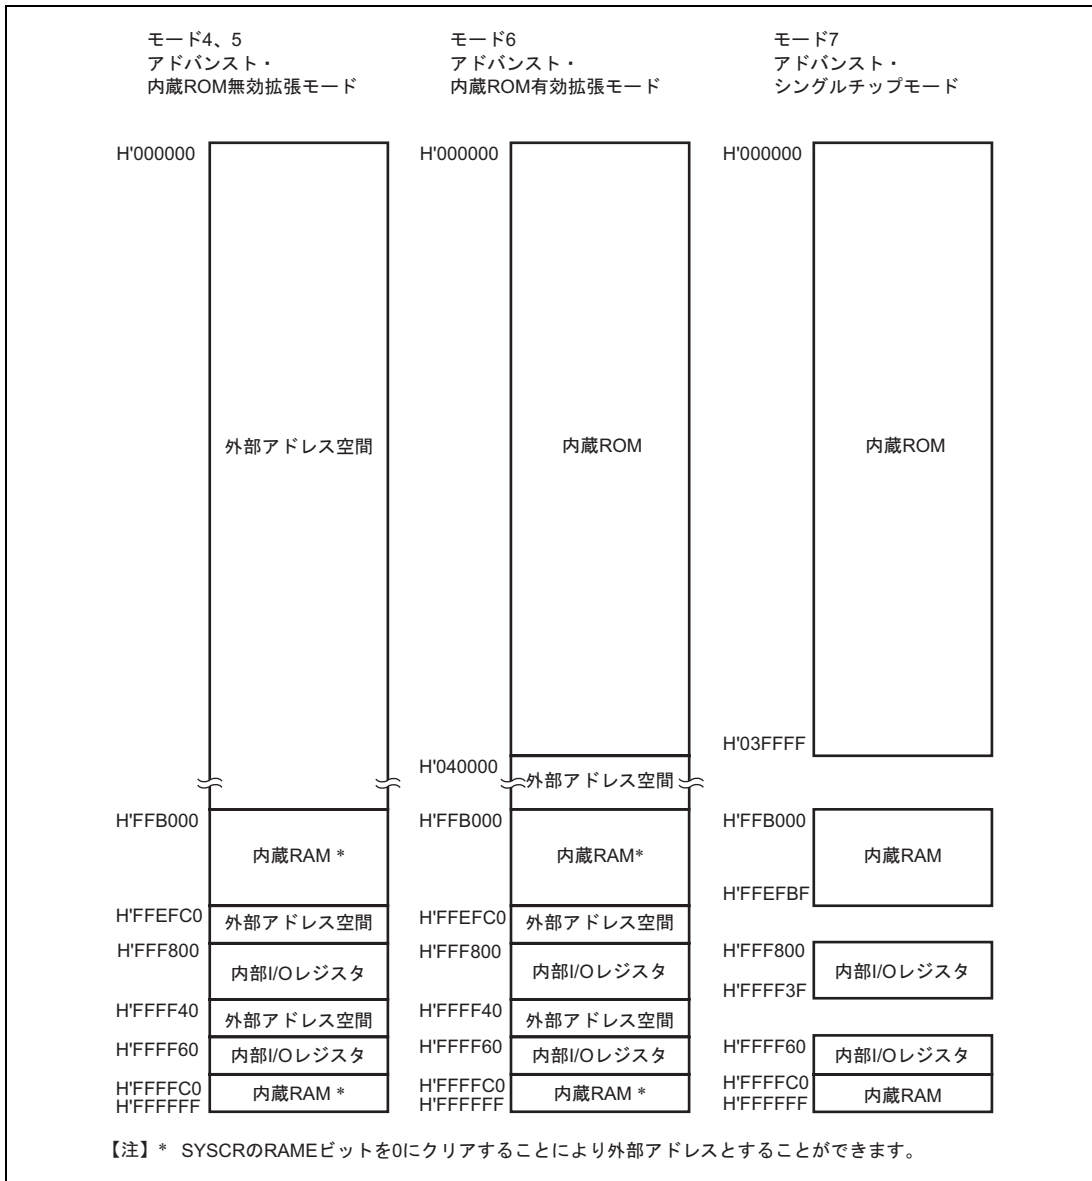 モード4、5
アドバンスト・
内蔵ROM無効拡張モード
H'000000
外部アドレス空間
H'FFB000
内蔵RAM *
H'FFEFC0
外部アドレス空間
H'FFF800
内部I/Oレジスタ
H'FFFF40
外部アドレス空間
H'FFFF60
内部I/Oレジスタ
H'FFFFC0
内蔵RAM *
H'FFFFFF
モード6
アドバンスト・
内蔵ROM有効拡張モード
H'000000
内蔵ROM
H'040000
外部アドレス空間
H'FFB000
内蔵RAM*
H'FFEFC0
外部アドレス空間
H'FFF800
内部I/Oレジスタ
H'FFFF40
外部アドレス空間
H'FFFF60
内部I/Oレジスタ
H'FFFFC0
内蔵RAM *
H'FFFFFF
モード7
アドバンスト・
シングルチップモード
H'000000
内蔵ROM
H'03FFFF
H'FFB000
内蔵RAM
H'FFEFBF
H'FFF800
内部I/Oレジスタ
H'FFFF3F
H'FFFF60
内部I/Oレジスタ
H'FFFFC0
内蔵RAM
H'FFFFFF
【注】* SYSCRのRAMEビットを0にクリアすることにより外部アドレスとすることができます。